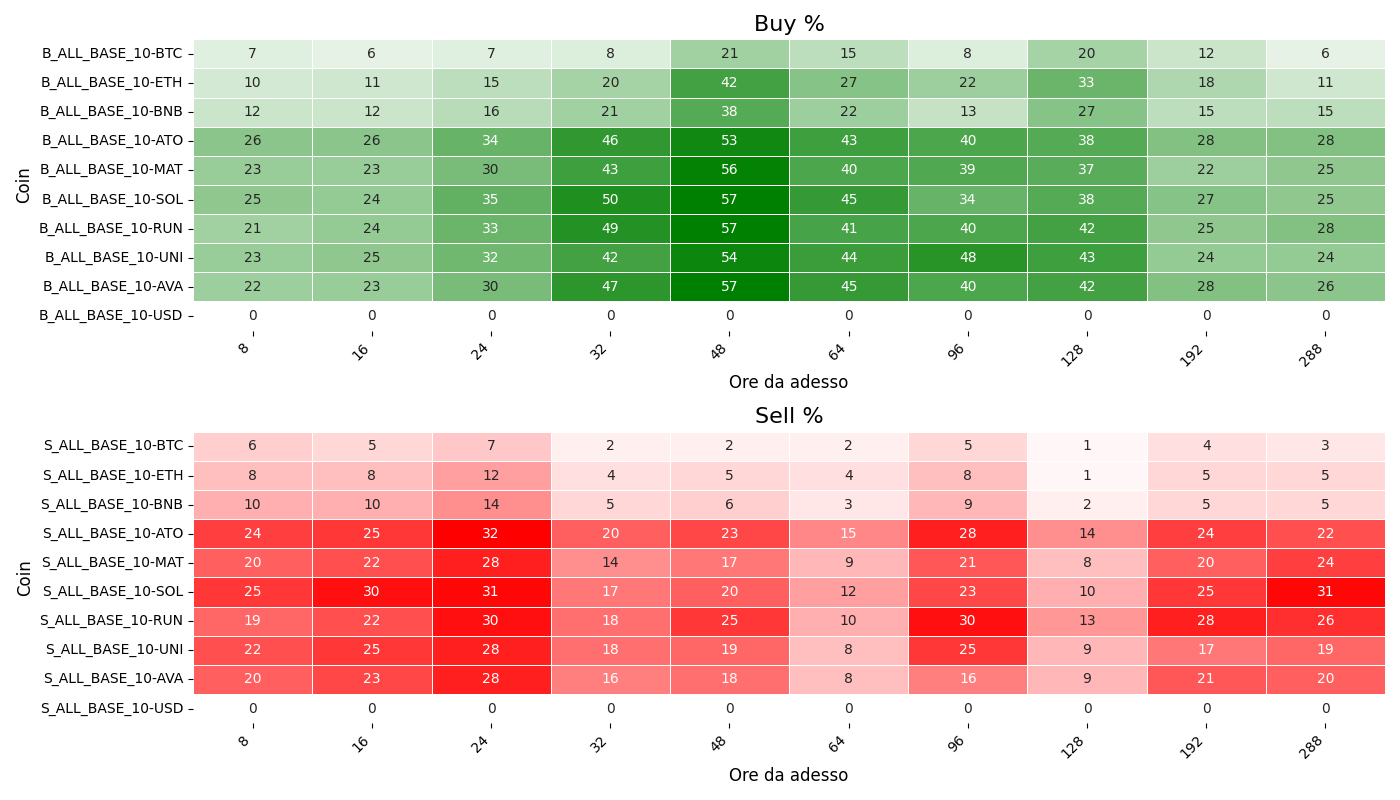 Buy %
Coin
B_ALL_BASE_10-BTC 7 6 7 8 21 15 8 20 12 6
B_ALL_BASE_10-ETH 10 11 15 20 42 27 22 33 18 11
B_ALL_BASE_10-BNB 12 12 16 21 38 22 13 27 15 15
B_ALL_BASE_10-ATO 26 26 34 46 53 43 40 38 28 28
B_ALL_BASE_10-MAT 23 23 30 43 56 40 39 37 22 25
B_ALL_BASE_10-SOL 25 24 35 50 57 45 34 38 27 25
B_ALL_BASE_10-RUN 21 24 33 49 57 41 40 42 25 28
B_ALL_BASE_10-UNI 23 25 32 42 54 44 48 43 24 24
B_ALL_BASE_10-AVA 22 23 30 47 57 45 40 42 28 26
B_ALL_BASE_10-USD 0 0 0 0 0 0 0 0 0 0
8 16 24 32 48 64 96 128 192 288
Ore da adesso
Sell %
Coin
S_ALL_BASE_10-BTC 6 5 7 2 2 2 5 1 4 3
S_ALL_BASE_10-ETH 8 8 12 4 5 4 8 1 5 5
S_ALL_BASE_10-BNB 10 10 14 5 6 3 9 2 5 5
S_ALL_BASE_10-ATO 24 25 32 20 23 15 28 14 24 22
S_ALL_BASE_10-MAT 20 22 28 14 17 9 21 8 20 24
S_ALL_BASE_10-SOL 25 30 31 17 20 12 23 10 25 31
S_ALL_BASE_10-RUN 19 22 30 18 25 10 30 13 28 26
S_ALL_BASE_10-UNI 22 25 28 18 19 8 25 9 17 19
S_ALL_BASE_10-AVA 20 23 28 16 18 8 16 9 21 20
S_ALL_BASE_10-USD 0 0 0 0 0 0 0 0 0 0
8 16 24 32 48 64 96 128 192 288
Ore da adesso